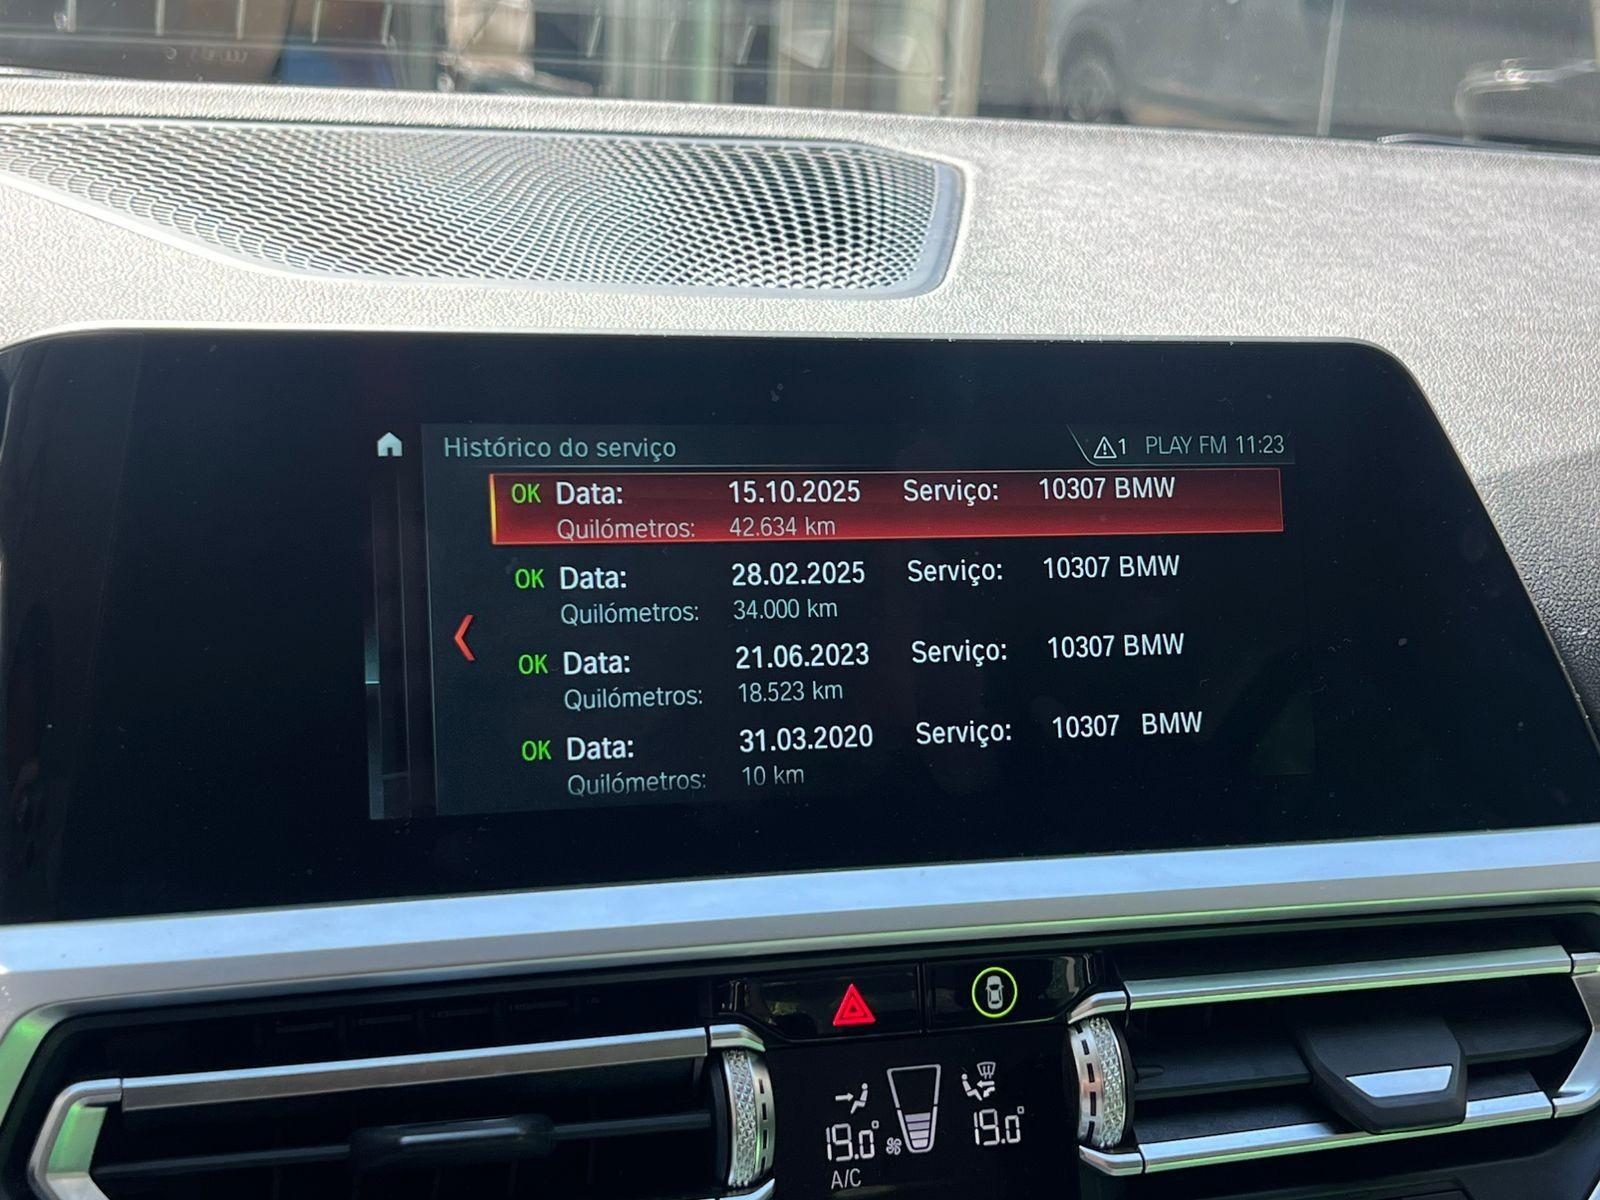 Histórico do serviço 1 PLAY FM 11:23
OK Data: 15.10.2025 Serviço: 10307 BMW
Quilómetros: 42.634 km
OK Data: 28.02.2025 Serviço: 10307 BMW
Quilómetros: 34.000 km
OK Data: 21.06.2023 Serviço: 10307 BMW
Quilómetros: 18.523 km
OK Data: 31.03.2020 Serviço: 10307 BMW
Quilómetros: 10 km
19.0° 19.0°
A/C